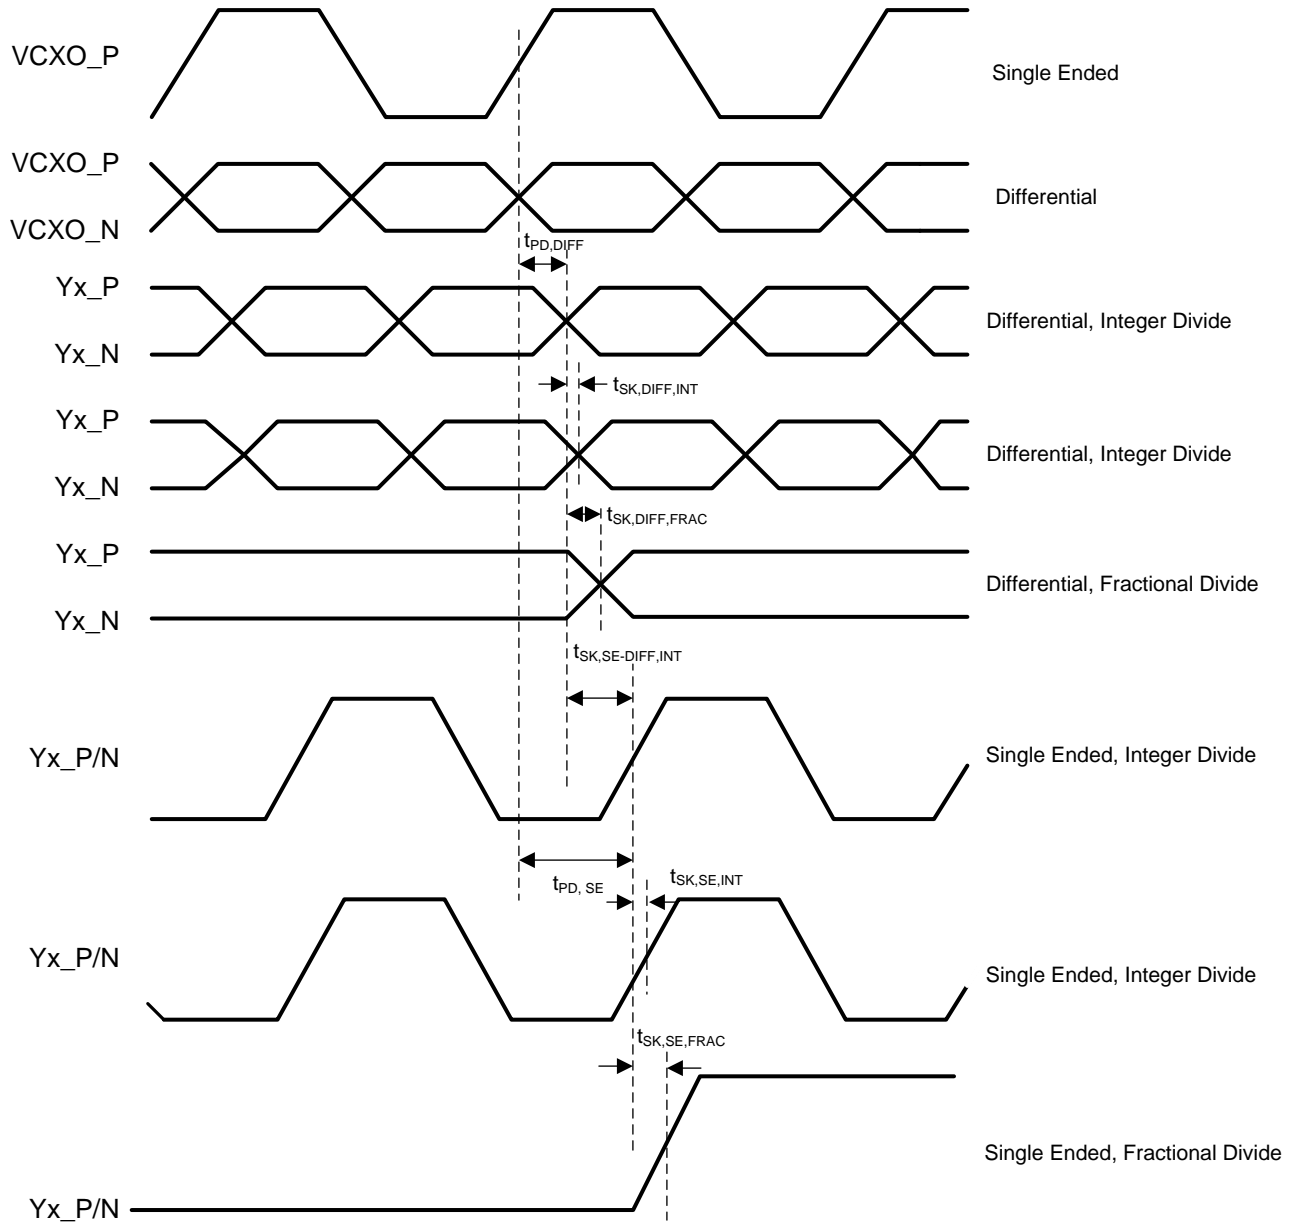 VCXO_P
Single Ended
VCXO_P
Differential
VCXO_N
tPD,DIFF
Yx_P
Differential, Integer Divide
Yx_N
tSK,DIFF,INT
Yx_P
Differential, Integer Divide
Yx_N
tSK,DIFF,FRAC
Yx_P
Differential, Fractional Divide
Yx_N
tSK,SE-DIFF,INT
Yx_P/N
Single Ended, Integer Divide
tPD, SE
tSK,SE,INT
Yx_P/N
Single Ended, Integer Divide
tSK,SE,FRAC
Single Ended, Fractional Divide
Yx_P/N